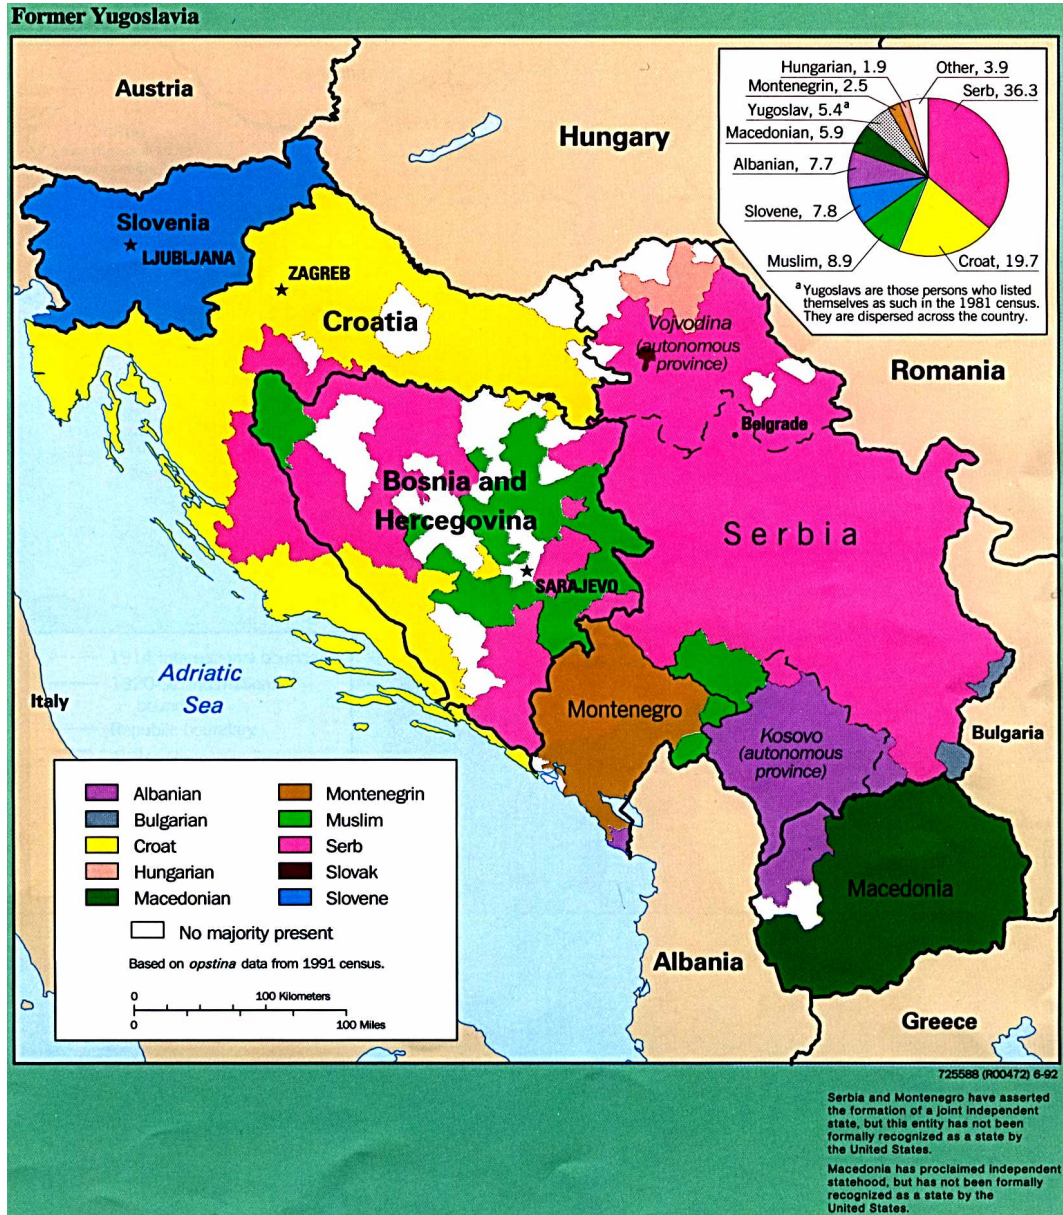 Former Yugoslavia
Austria
Hungary
Hungarian, 1.9
Other, 3.9
Montenegrin, 2.5
Serb, 36.3
Yugoslav, 5.4a
Macedonian, 5.9
Albanian, 7.7
Slovene, 7.8
Muslim, 8.9
Croat, 19.7
a Yugoslavs are those persons who listed
themselves as such in the 1981 census.
They are dispersed across the country.
Slovenia
LJUBLJANA
ZAGREB
Croatia
Vojvodina
(autonomous
province)
Romania
Belgrade
Bosnia and
Hercegovina
Serbia
SARAJEVO
Adriatic
Sea
Italy
Montenegro
Kosovo
(autonomous
province)
Bulgaria
Macedonia
Albania
Greece
Albanian
Bulgarian
Croat
Hungarian
Macedonian
Montenegrin
Muslim
Serb
Slovak
Slovene
No majority present
Based on opstina data from 1991 census.
0 100 Kilometers
0 100 Miles
725588 (R00472) 6-92
Serbia and Montenegro have asserted
the formation of a joint independent
state, but this entity has not been
formally recognized as a state by
the United States.
Macedonia has proclaimed independent
statehood, but has not been formally
recognized as a state by the
United States.